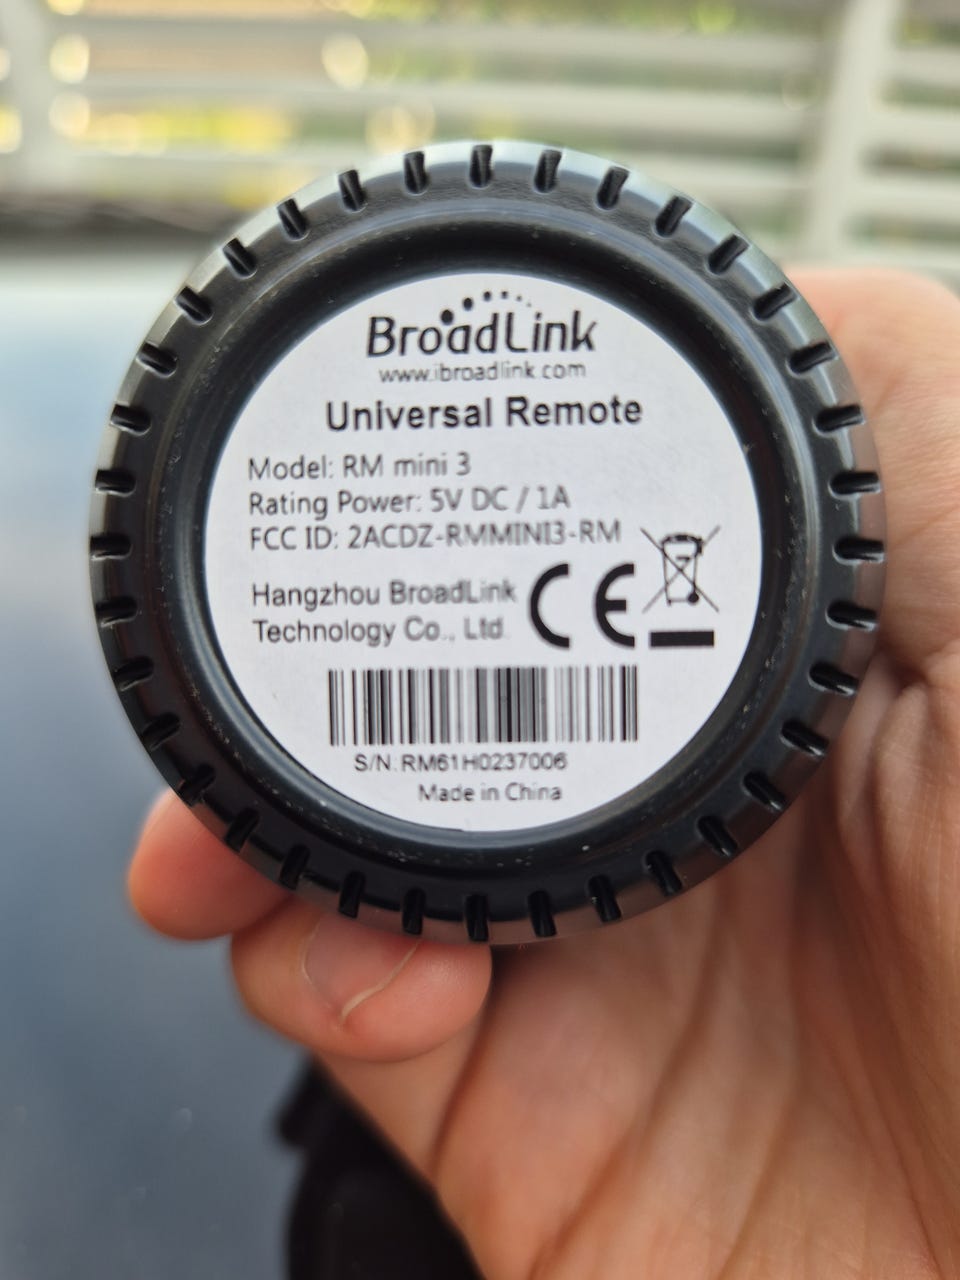 BroadLink
www.ibroadlink.com
Universal Remote
Model: RM mini 3
Rating Power: 5V DC / 1A
FCC ID: 2ACDZ-RMMINI3-RM
Hangzhou BroadLink
Technology Co., Ltd.
CE
S/N: RM61H0237006
Made in China